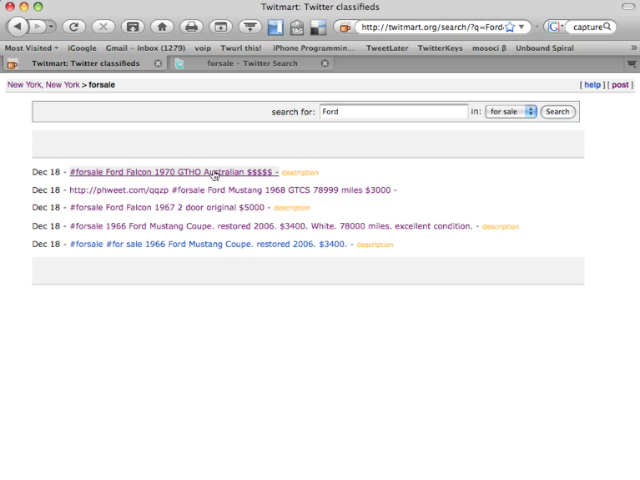 Twitmart: Twitter classifieds
http://twitmart.org/search/?q=Ford
capture
Most Visited iGoogle Gmail - Inbox (1279) voip Twurl this! iPhone Programmin... TweetLater TwitterKeys mosoci β Unbound Spiral
Twitmart: Twitter classifieds forsale - Twitter Search
New York, New York > forsale [ help ] [ post ]
search for: Ford in: for sale Search
Dec 18 - #forsale Ford Falcon 1970 GTHO Australian $$$$$ - description
Dec 18 - http://phweet.com/qqzp #forsale Ford Mustang 1968 GTCS 78999 miles $3000 -
Dec 18 - #forsale Ford Falcon 1967 2 door original $5000 - description
Dec 18 - #forsale 1966 Ford Mustang Coupe. restored 2006. $3400. White. 78000 miles. excellent condition. - description
Dec 18 - #forsale #for sale 1966 Ford Mustang Coupe. restored 2006. $3400. - description